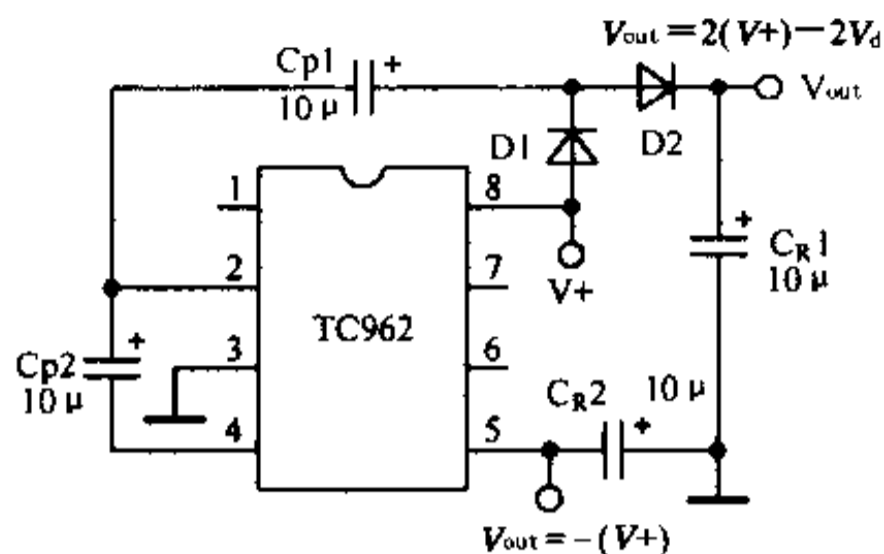 Vout = 2(V+)－2Vd
Cp1
+
10 μ
Vout
D1
D2
1
8
+
CR1
10 μ
2
7
V+
TC962
+
Cp2
10 μ
3
6
10 μ
CR2
+
4
5
Vout = -(V+)